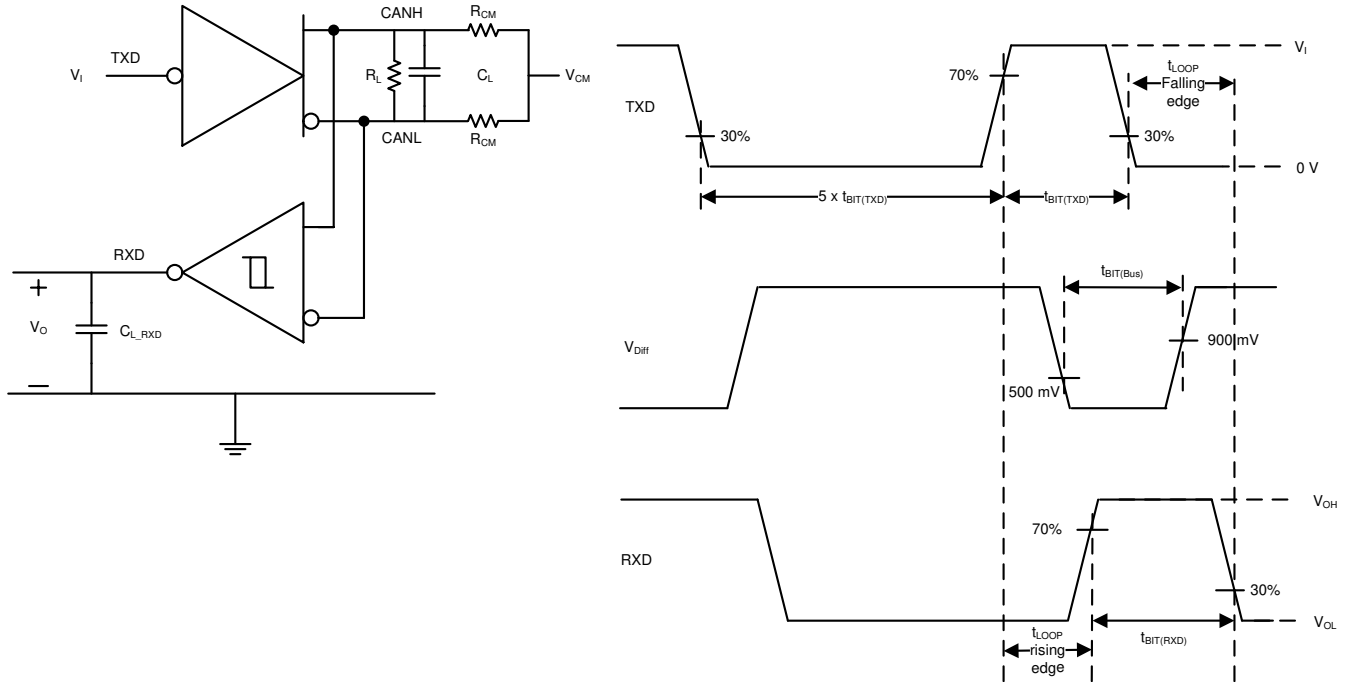 CANH
R_CM
TXD
V_I
R_L
C_L
V_CM
CANL
R_CM
RXD
+
V_O
C_L_RXD
—
V_I
70%
t_LOOP
Falling
edge
TXD
30%
30%
0 V
5 x t_BIT(TXD)
t_BIT(TXD)
t_BIT(Bus)
V_Diff
900 mV
500 mV
V_OH
70%
RXD
30%
V_OL
t_LOOP
rising
edge
t_BIT(RXD)